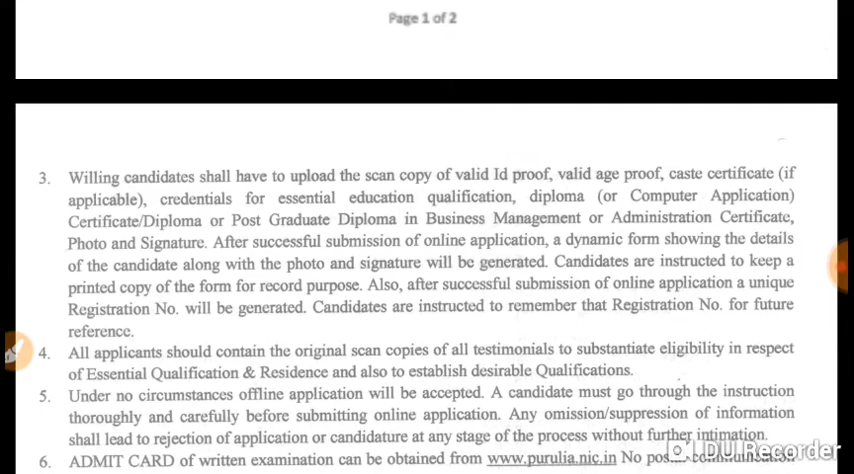 Page 1 of 2
3. Willing candidates shall have to upload the scan copy of valid Id proof, valid age proof, caste certificate (if
applicable), credentials for essential education qualification, diploma (or Computer Application)
Certificate/Diploma or Post Graduate Diploma in Business Management or Administration Certificate,
Photo and Signature. After successful submission of online application, a dynamic form showing the details
of the candidate along with the photo and signature will be generated. Candidates are instructed to keep a
printed copy of the form for record purpose. Also, after successful submission of online application a unique
Registration No. will be generated. Candidates are instructed to remember that Registration No. for future
reference.
4. All applicants should contain the original scan copies of all testimonials to substantiate eligibility in respect
of Essential Qualification & Residence and also to establish desirable Qualifications.
5. Under no circumstances offline application will be accepted. A candidate must go through the instruction
thoroughly and carefully before submitting online application. Any omission/suppression of information
shall lead to rejection of application or candidature at any stage of the process without further intimation.
6. ADMIT CARD of written examination can be obtained from www.purulia.nic.in No
DU Recorder